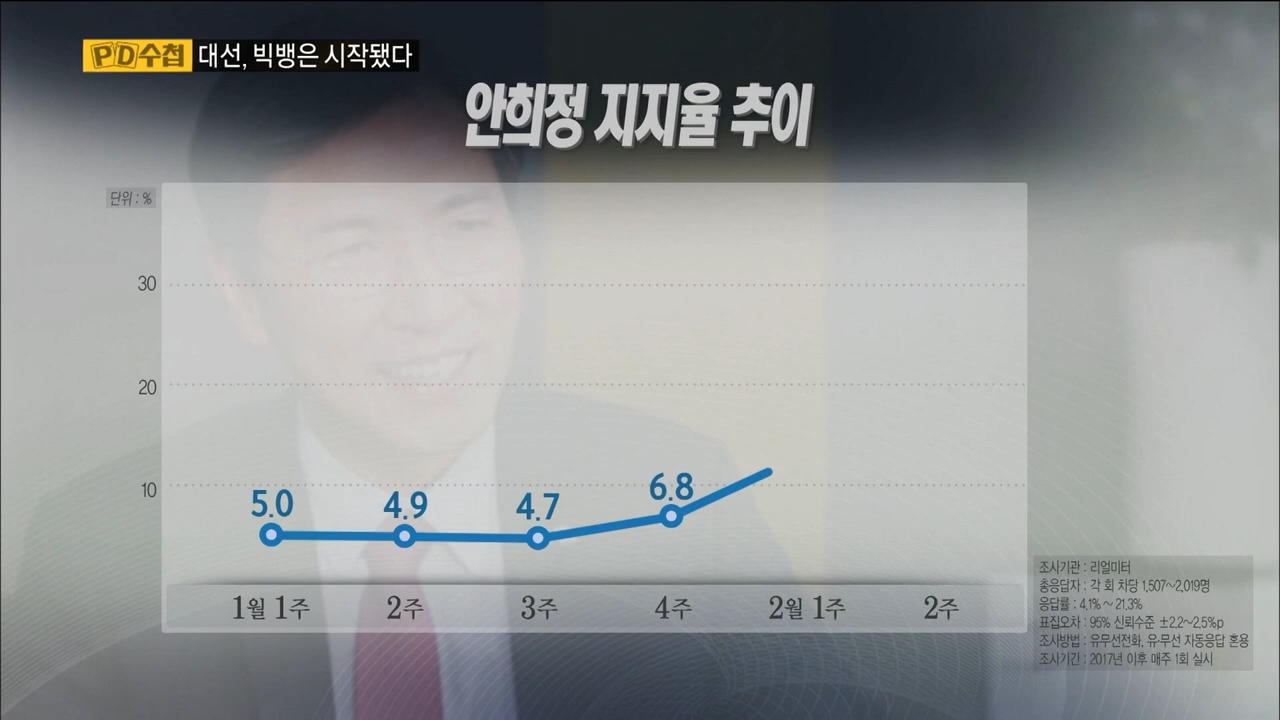 PD수첩 대선, 빅뱅은 시작됐다
안희정 지지율 추이
단위 : %
30
20
10
5.0
4.9
4.7
6.8
1월 1주
2주
3주
4주
2월 1주
2주
조사기관 : 리얼미터
총응답자 : 각 회 차당 1,507~2,019명
응답률 : 4.1% ~ 21.3%
표집오차 : 95% 신뢰수준 ±2.2~2.5%p
조사방법 : 유무선전화, 유·무선 자동응답 혼용
조사기간 : 2017년 이후 매주 1회 실시